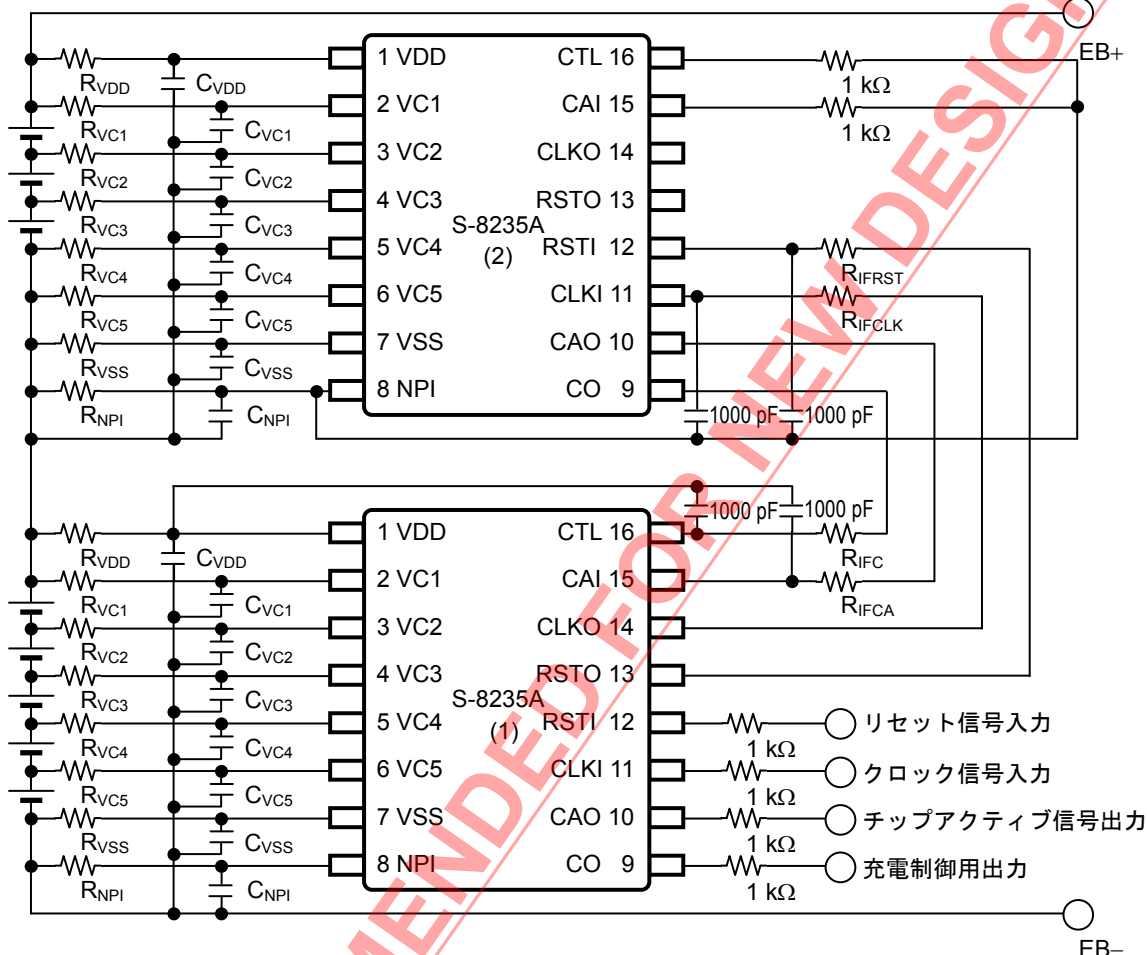 EB+
1 VDD
CTL 16
RVDD
CVDD
1 kΩ
2 VC1
CAI 15
RVC1
CVC1
1 kΩ
3 VC2
CLKO 14
RVC2
CVC2
4 VC3
RSTO 13
RVC3
CVC3
S-8235A
(2)
5 VC4
RSTI 12
RVC4
CVC4
RIFRST
6 VC5
CLKI 11
RVC5
CVC5
RIFCLK
7 VSS
CAO 10
RVSS
CVSS
8 NPI
CO 9
RNPI
CNPI
1000 pF
1000 pF
1000 pF
1000 pF
1 VDD
CTL 16
RVDD
CVDD
RIFC
2 VC1
CAI 15
RVC1
CVC1
RIFCA
3 VC2
CLKO 14
RVC2
CVC2
4 VC3
RSTO 13
RVC3
CVC3
S-8235A
(1)
5 VC4
RSTI 12
リセット信号入力
RVC4
CVC4
1 kΩ
6 VC5
CLKI 11
クロック信号入力
RVC5
CVC5
1 kΩ
7 VSS
CAO 10
チップアクティブ信号出力
RVSS
CVSS
1 kΩ
8 NPI
CO 9
充電制御用出力
RNPI
CNPI
1 kΩ
EB−
MENDED FOR NEW DESIGN